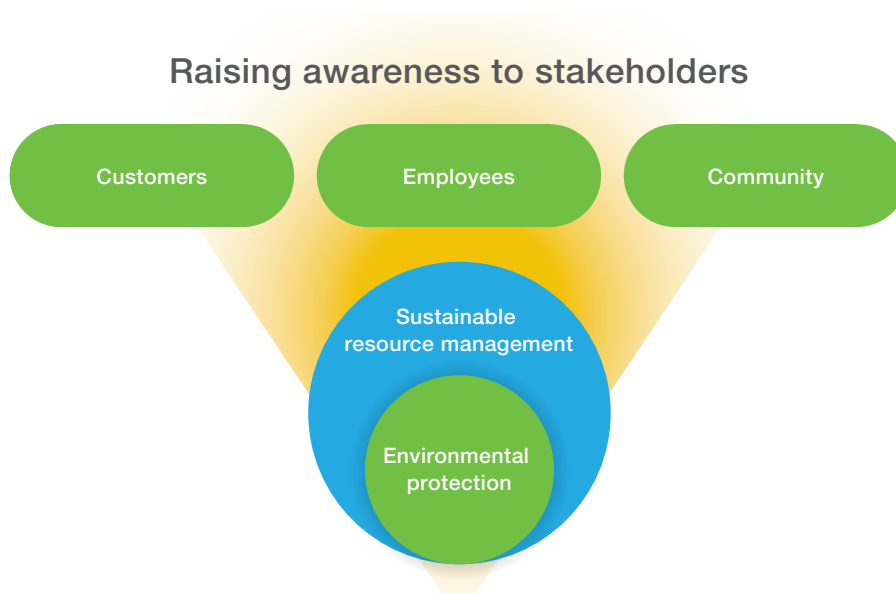 Raising awareness to stakeholders
Customers
Employees
Community
Sustainable
resource management
Environmental
protection